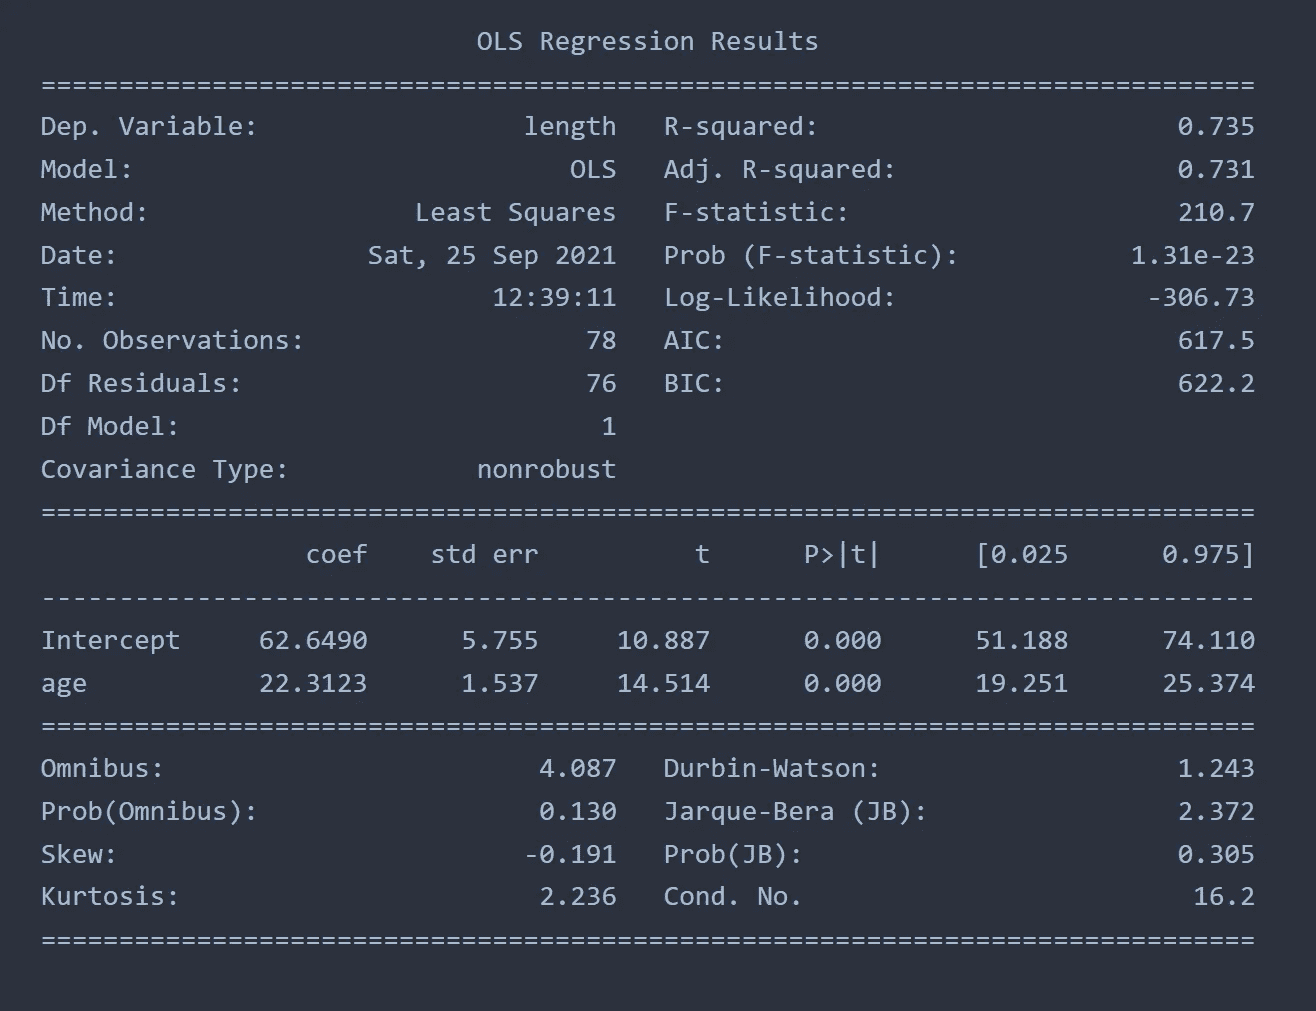 OLS Regression Results
==============================================================================
Dep. Variable:                 length   R-squared:                       0.735
Model:                            OLS   Adj. R-squared:                  0.731
Method:                 Least Squares   F-statistic:                     210.7
Date:                Sat, 25 Sep 2021   Prob (F-statistic):           1.31e-23
Time:                        12:39:11   Log-Likelihood:                -306.73
No. Observations:                  78   AIC:                             617.5
Df Residuals:                      76   BIC:                             622.2
Df Model:                           1
Covariance Type:            nonrobust
==============================================================================
                 coef    std err          t      P>|t|      [0.025      0.975]
------------------------------------------------------------------------------
Intercept     62.6490      5.755     10.887      0.000      51.188      74.110
age           22.3123      1.537     14.514      0.000      19.251      25.374
==============================================================================
Omnibus:                        4.087   Durbin-Watson:                   1.243
Prob(Omnibus):                  0.130   Jarque-Bera (JB):                2.372
Skew:                          -0.191   Prob(JB):                        0.305
Kurtosis:                       2.236   Cond. No.                         16.2
==============================================================================